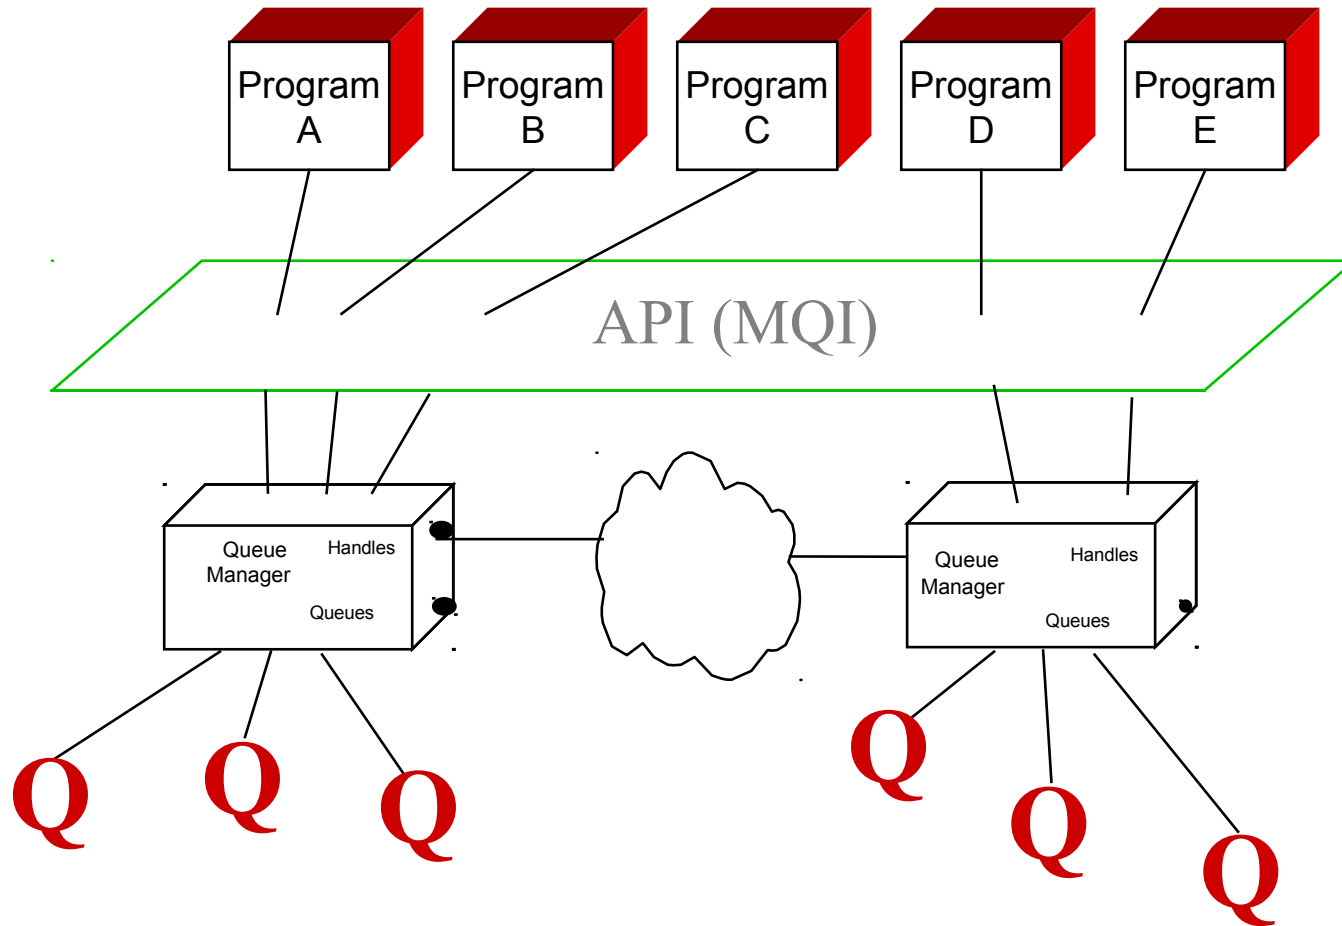 Program
A
Program
B
Program
C
Program
D
Program
E
API (MQI)
Queue
Manager
Handles
Queues
Queue
Manager
Handles
Queues
Q
Q
Q
Q
Q
Q